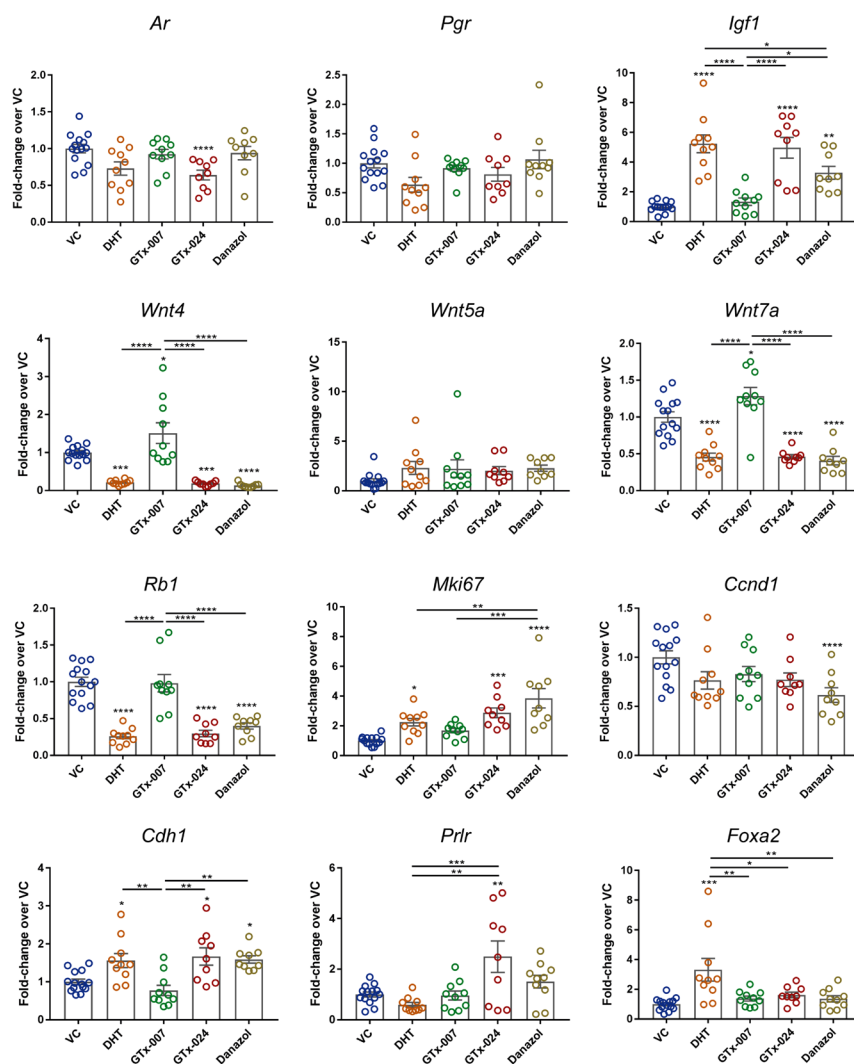 Ar
Pgr
Igf1
Fold-change over VC
2.0
1.5
1.0
0.5
0.0
****
VC
DHT
GTx-007
GTx-024
Danazol
Fold-change over VC
2.5
2.0
1.5
1.0
0.5
0.0
VC
DHT
GTx-007
GTx-024
Danazol
Fold-change over VC
10
8
6
4
2
0
*
*
**** ****
****
****
**
VC
DHT
GTx-007
GTx-024
Danazol
Wnt4
Wnt5a
Wnt7a
Fold-change over VC
4
3
2
1
0
****
**** ****
*
***
***
****
VC
DHT
GTx-007
GTx-024
Danazol
Fold-change over VC
15
10
5
0
VC
DHT
GTx-007
GTx-024
Danazol
Fold-change over VC
2.0
1.5
1.0
0.5
0.0
****
**** ****
*
****
****
****
VC
DHT
GTx-007
GTx-024
Danazol
Rb1
Mki67
Ccnd1
Fold-change over VC
2.0
1.5
1.0
0.5
0.0
****
**** ****
****
****
****
VC
DHT
GTx-007
GTx-024
Danazol
Fold-change over VC
10
8
6
4
2
0
**
***
*
***
****
VC
DHT
GTx-007
GTx-024
Danazol
Fold-change over VC
1.5
1.0
0.5
0.0
****
VC
DHT
GTx-007
GTx-024
Danazol
Cdh1
Prlr
Foxa2
Fold-change over VC
4
3
2
1
0
**
** **
*
*
*
VC
DHT
GTx-007
GTx-024
Danazol
Fold-change over VC
6
4
2
0
***
**
**
VC
DHT
GTx-007
GTx-024
Danazol
Fold-change over VC
10
8
6
4
2
0
**
*
**
***
VC
DHT
GTx-007
GTx-024
Danazol